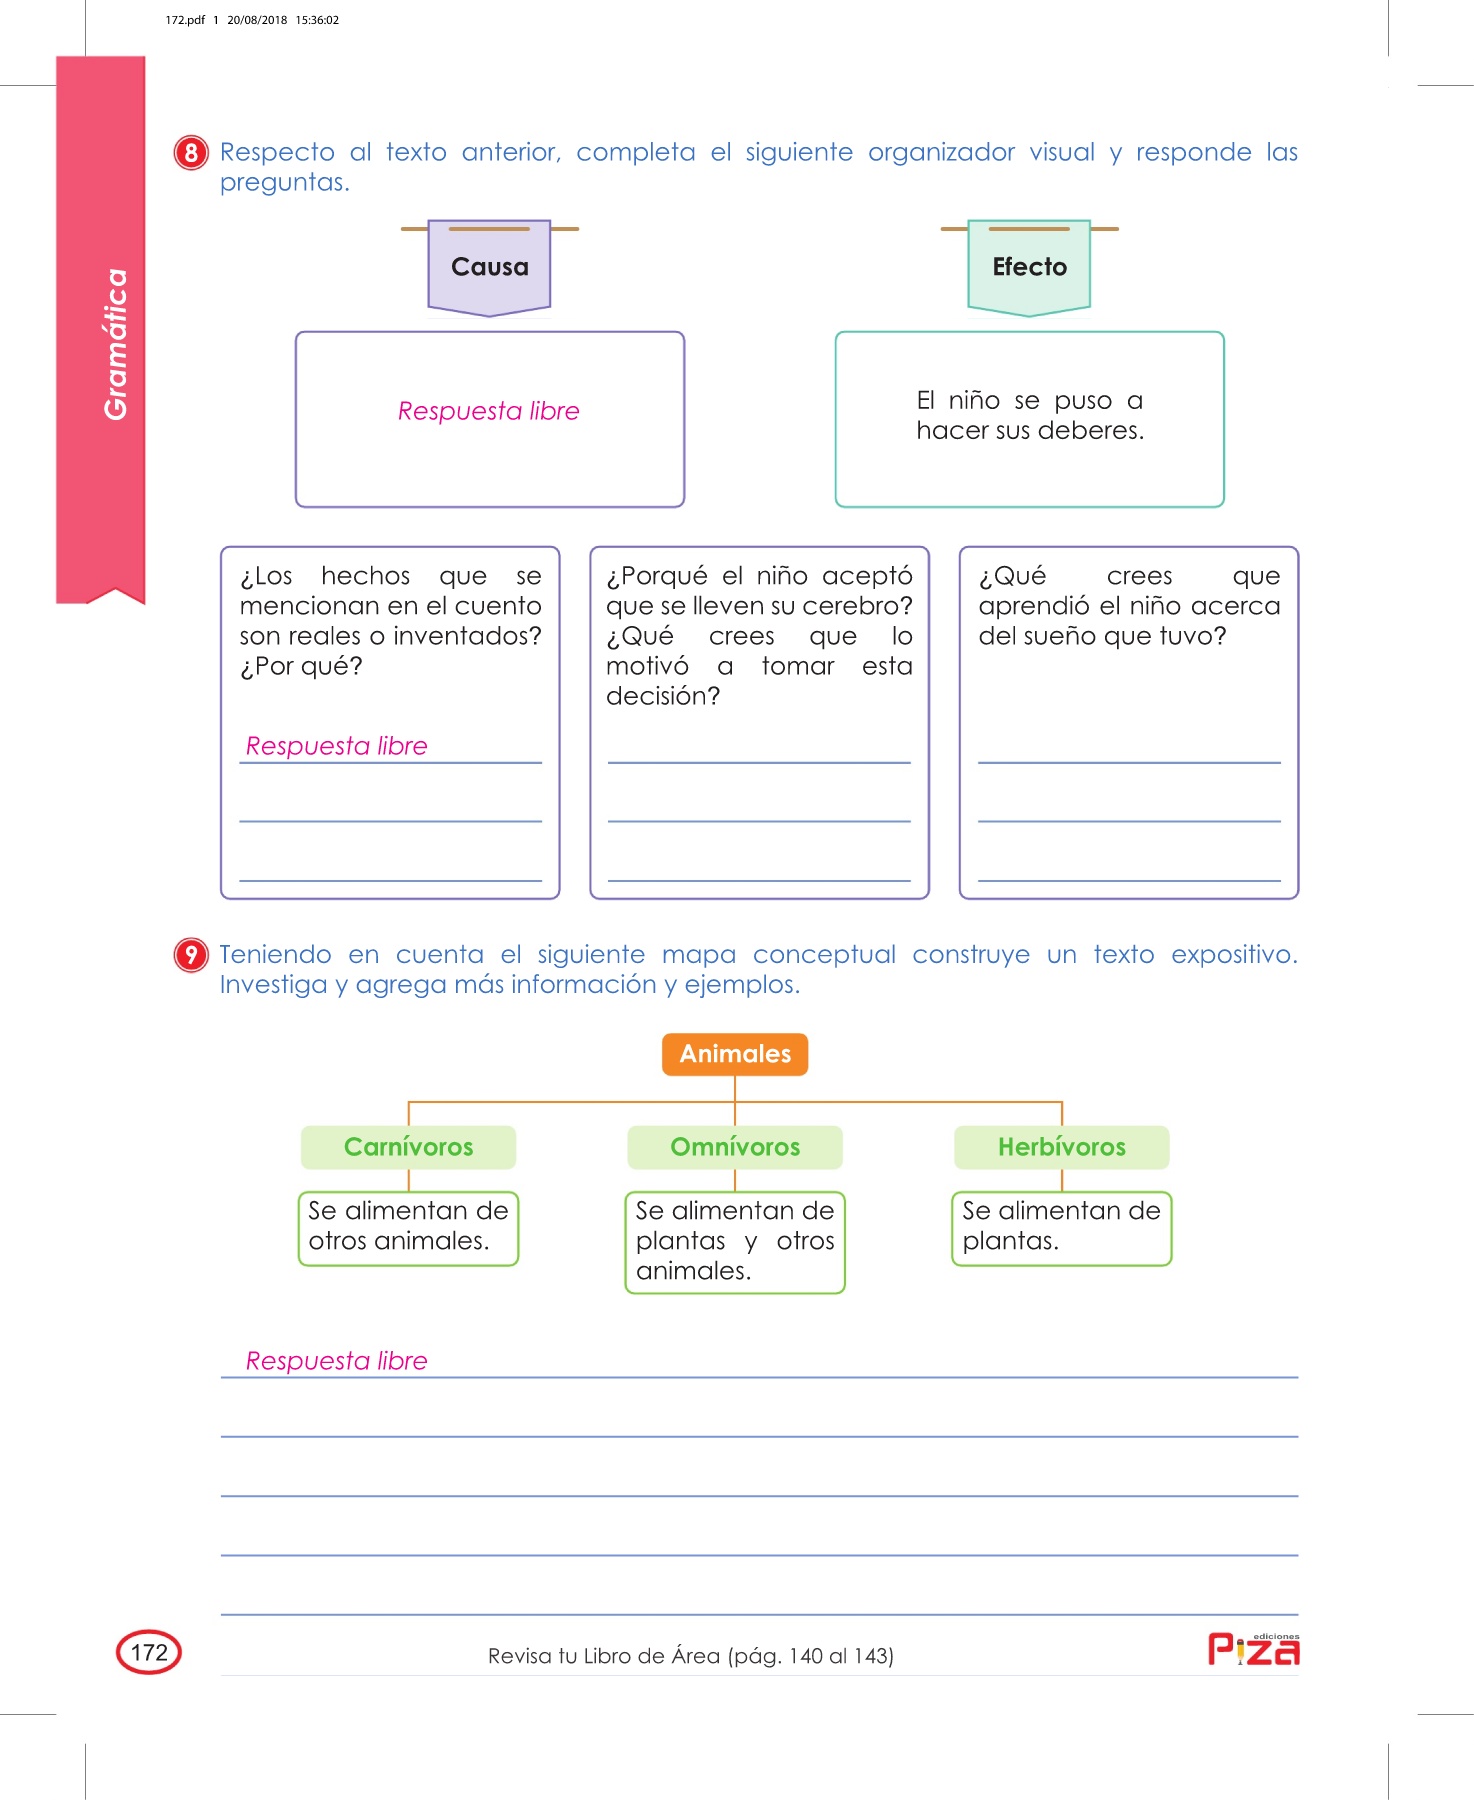 172.pdf 1 20/08/2018 15:36:02
Gramática
8 Respecto al texto anterior, completa el siguiente organizador visual y responde las
preguntas.
Causa
Efecto
Respuesta libre
El niño se puso a
hacer sus deberes.
¿Los hechos que se
mencionan en el cuento
son reales o inventados?
¿Por qué?
Respuesta libre
¿Porqué el niño aceptó
que se lleven su cerebro?
¿Qué crees que lo
motivó a tomar esta
decisión?
¿Qué crees que
aprendió el niño acerca
del sueño que tuvo?
9 Teniendo en cuenta el siguiente mapa conceptual construye un texto expositivo.
Investiga y agrega más información y ejemplos.
Animales
Carnívoros
Omnívoros
Herbívoros
Se alimentan de
otros animales.
Se alimentan de
plantas y otros
animales.
Se alimentan de
plantas.
Respuesta libre
172
Revisa tu Libro de Área (pág. 140 al 143)
ediciones
Piza